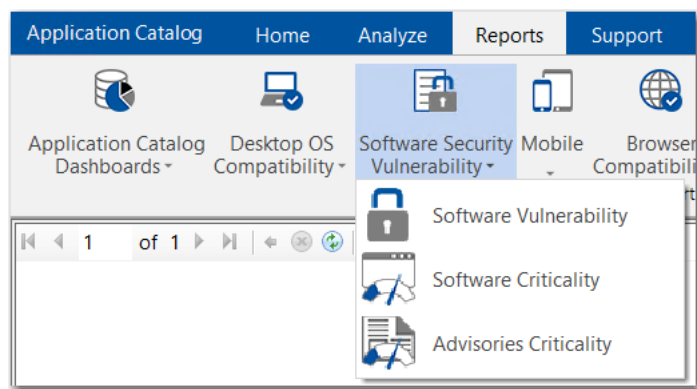 Application Catalog Home Analyze Reports Support
Application Catalog Desktop OS Software Security Mobile Browser
Dashboards Compatibility Vulnerability
Software Vulnerability
1 of 1
Software Criticality
Advisories Criticality